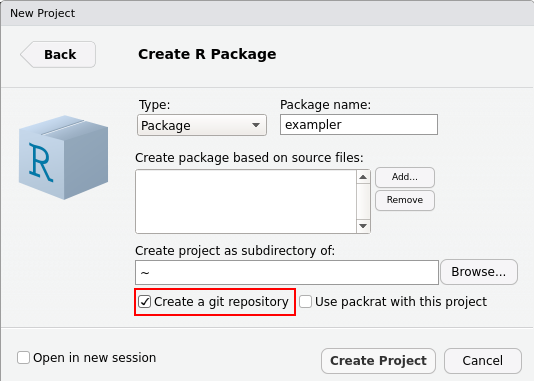 New Project
Back
Create R Package
Type:
Package name:
Package
exampler
R
Create package based on source files:
Add...
Remove
Create project as subdirectory of:
~
Browse...
Create a git repository
Use packrat with this project
Open in new session
Create Project
Cancel